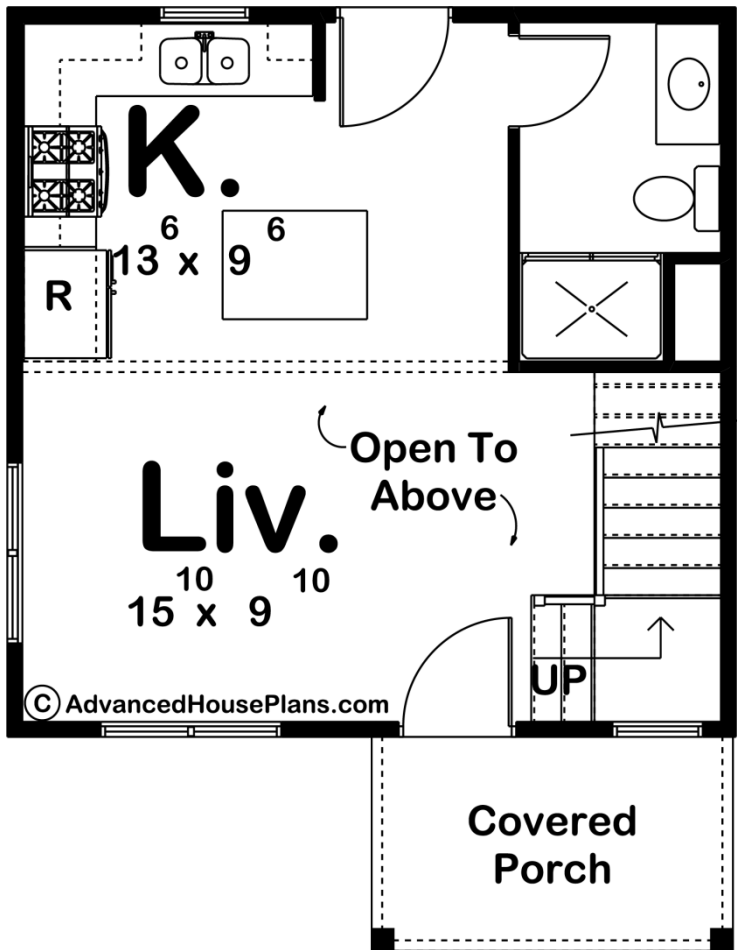 K.
6 6
13 x 9
R
Open To
Above
Liv.
10 10
15 x 9
UP
© AdvancedHousePlans.com
Covered
Porch